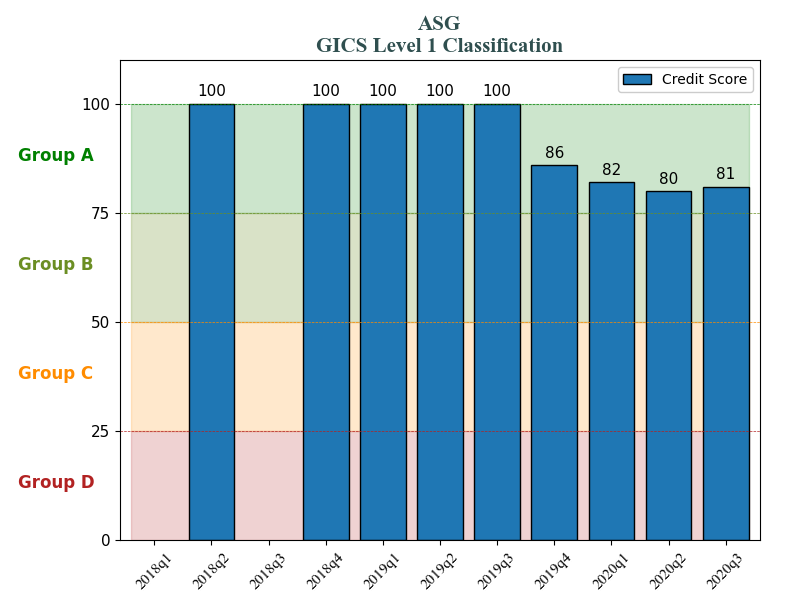 ASG
GICS Level 1 Classification
Credit Score
100
100
100
100
100
86
82
80
81
100
75
50
25
0
Group A
Group B
Group C
Group D
2018q1
2018q2
2018q3
2018q4
2019q1
2019q2
2019q3
2019q4
2020q1
2020q2
2020q3